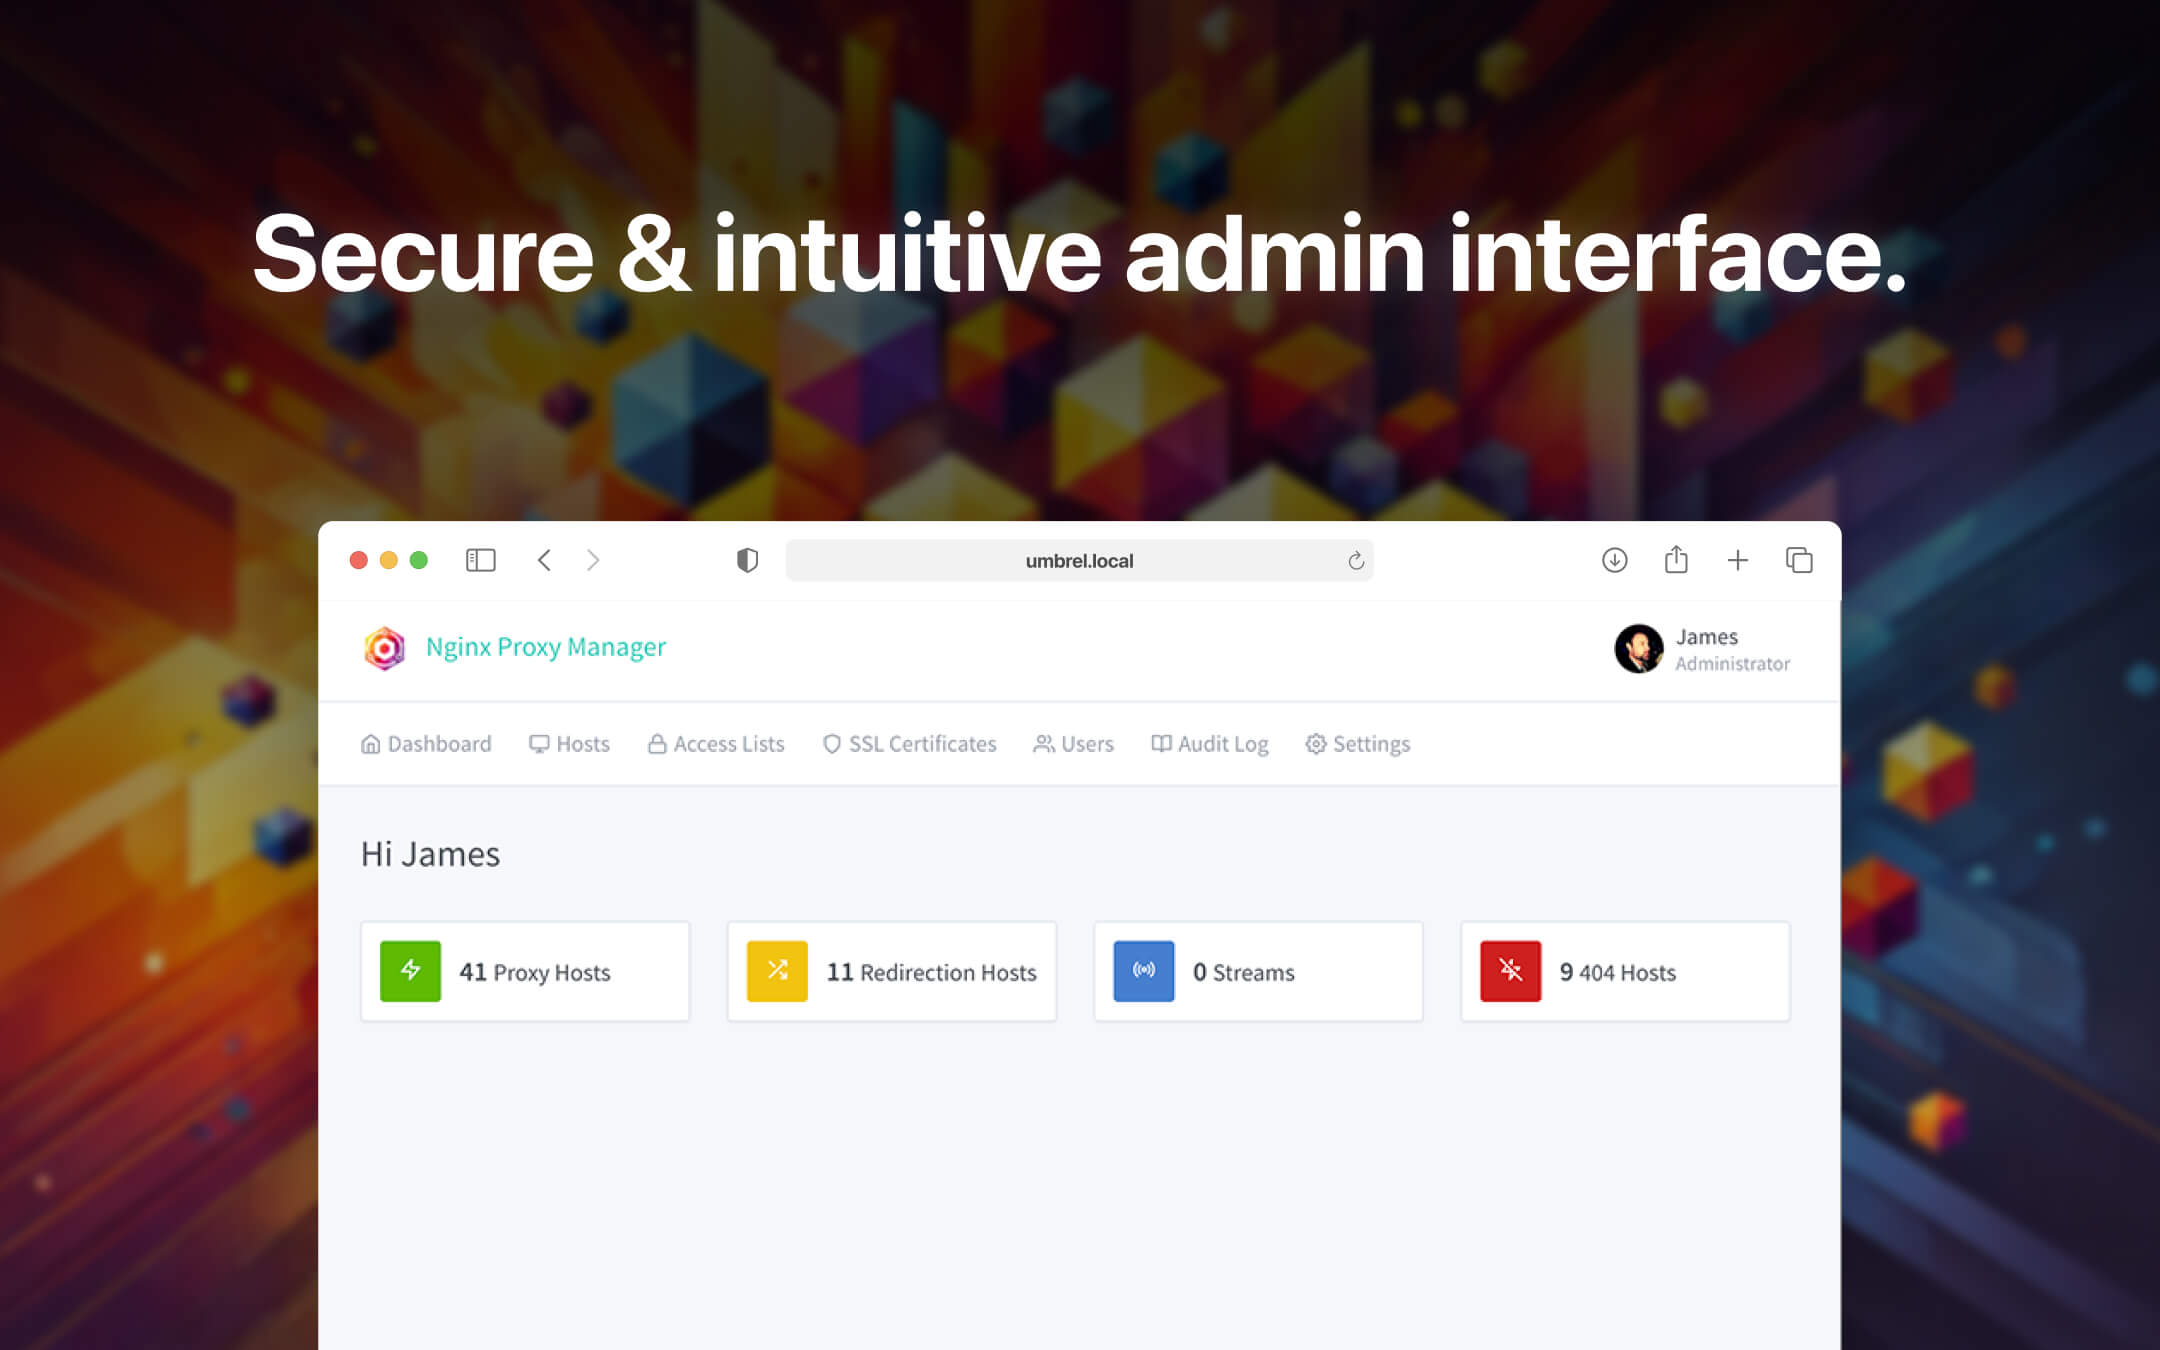 Secure & intuitive admin interface.
umbrel.local
Nginx Proxy Manager
James
Administrator
Dashboard Hosts Access Lists SSL Certificates Users Audit Log Settings
Hi James
41 Proxy Hosts 11 Redirection Hosts 0 Streams 9 404 Hosts